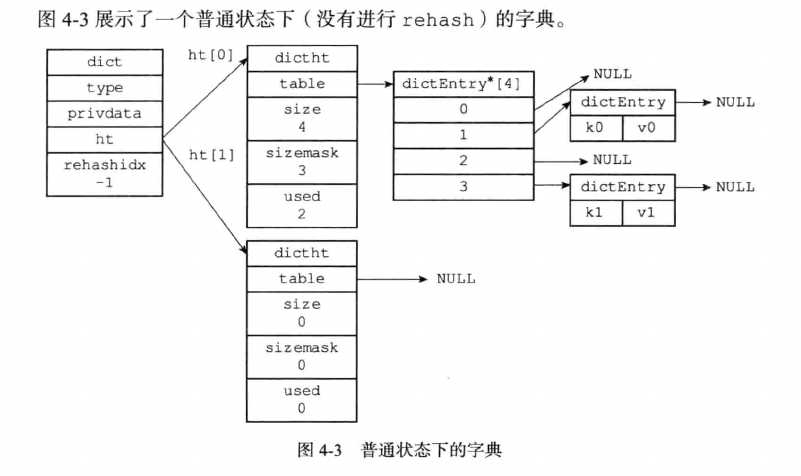 图 4-3 展示了一个普通状态下（没有进行 rehash）的字典。
dict
type
privdata
ht
rehashidx
-1
ht[0]
ht[1]
dictht
table
size
4
sizemask
3
used
2
dictEntry*[4]
0
1
2
3
NULL
dictEntry
k0 v0
NULL
NULL
dictEntry
k1 v1
NULL
dictht
table
size
0
sizemask
0
used
0
NULL
图 4-3 普通状态下的字典